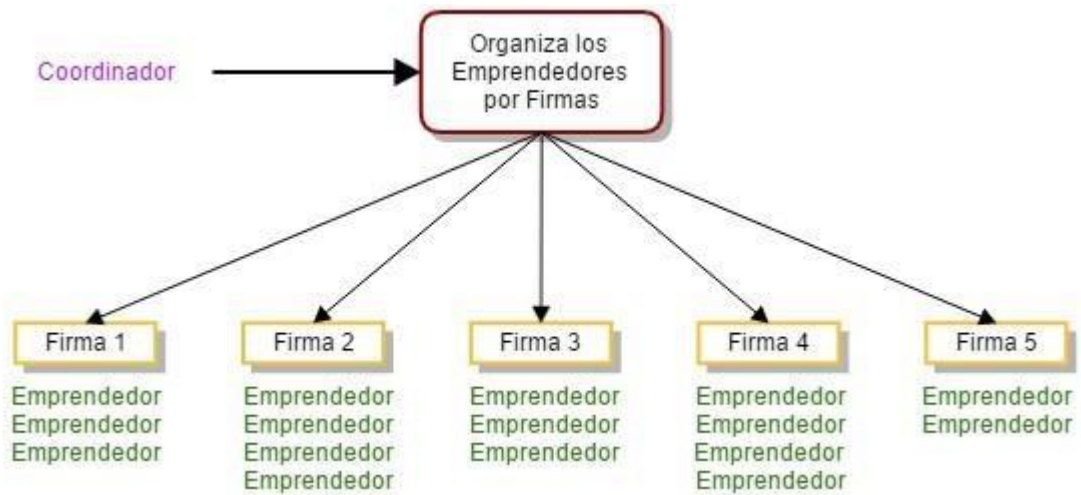 Coordinador
Organiza los
Emprendedores
por Firmas
Firma 1
Emprendedor
Emprendedor
Emprendedor
Firma 2
Emprendedor
Emprendedor
Emprendedor
Emprendedor
Firma 3
Emprendedor
Emprendedor
Emprendedor
Firma 4
Emprendedor
Emprendedor
Emprendedor
Emprendedor
Firma 5
Emprendedor
Emprendedor